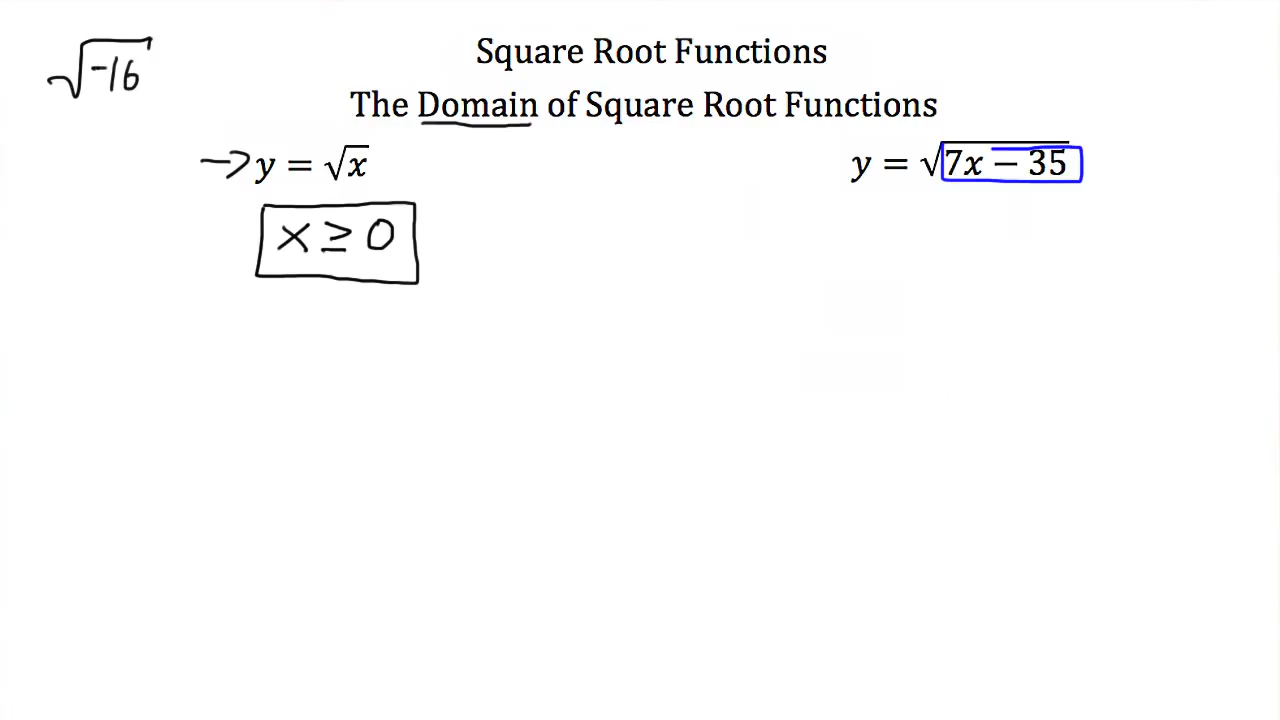 √-16
Square Root Functions
The Domain of Square Root Functions
→ y = √x
y = √7x − 35
x ≥ 0